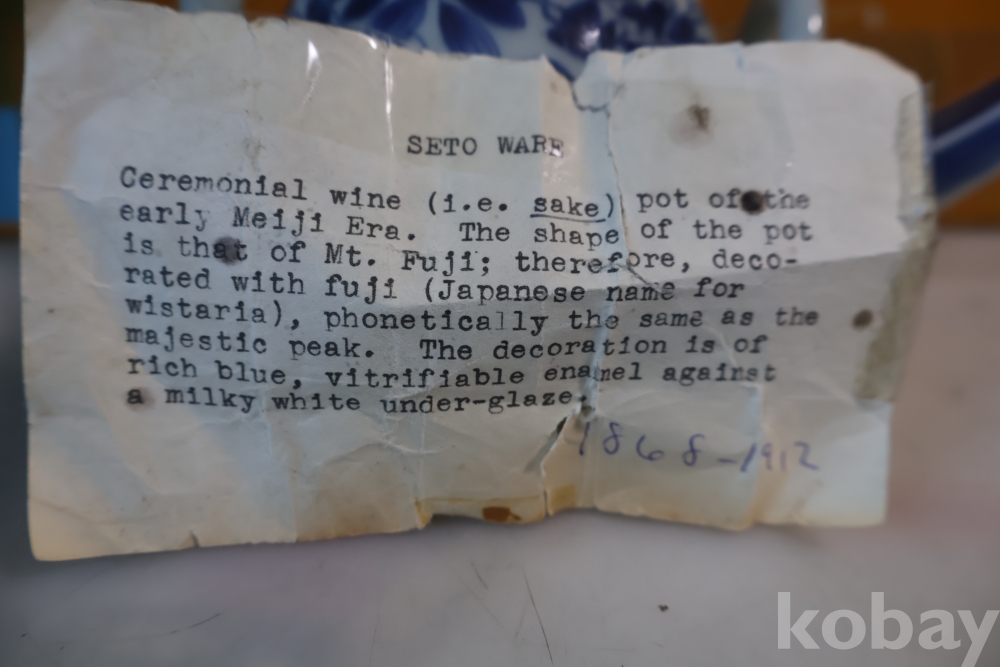 SETO WARE
Ceremonial wine (i.e. sake) pot of the
early Meiji Era. The shape of the pot
is that of Mt. Fuji; therefore, deco-
rated with fuji (Japanese name for
wistaria), phonetically the same as the
majestic peak. The decoration is of
rich blue, vitrifiable enamel against
a milky white under-glaze.
1868-1912
kobay